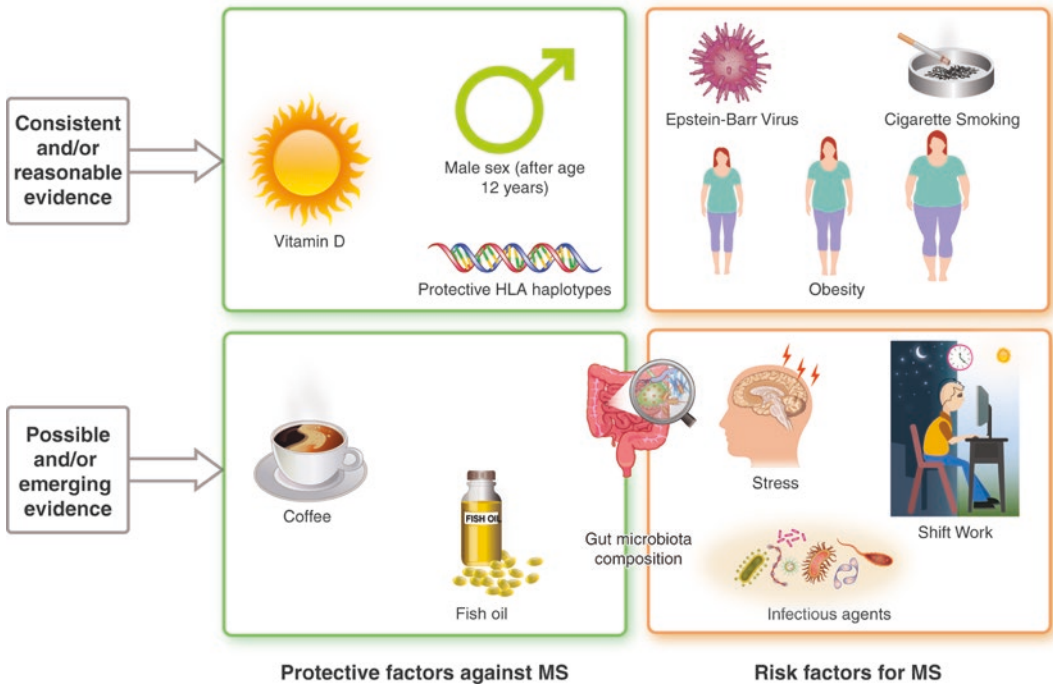 Consistent
and/or
reasonable
evidence
Vitamin D
Male sex (after age
12 years)
Protective HLA haplotypes
Epstein-Barr Virus
Cigarette Smoking
Obesity
Possible
and/or
emerging
evidence
Coffee
FISH OIL
Fish oil
Gut microbiota
composition
Stress
Shift Work
Infectious agents
Protective factors against MS
Risk factors for MS